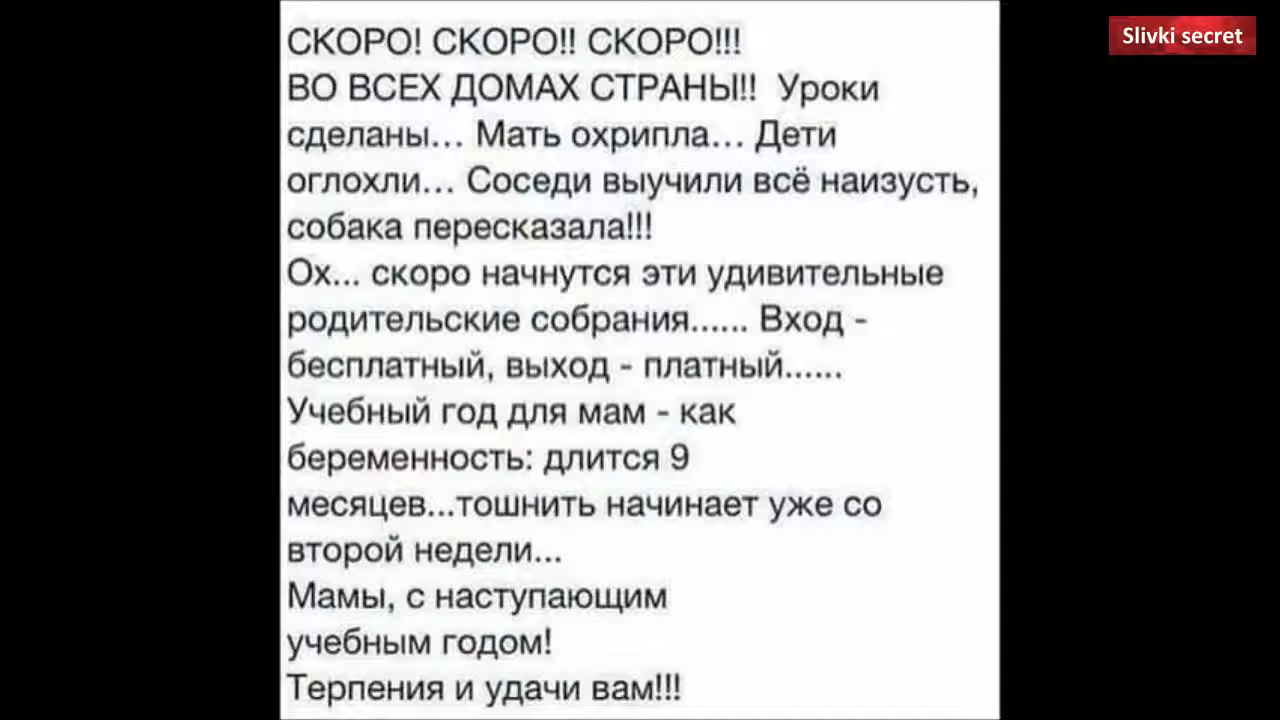 СКОРО! СКОРО!! СКОРО!!!
ВО ВСЕХ ДОМАХ СТРАНЫ!! Уроки
сделаны... Мать охрипла... Дети
оглохли... Соседи выучили всё наизусть,
собака пересказала!!!
Ох... скоро начнутся эти удивительные
родительские собрания...... Вход -
бесплатный, выход - платный......
Учебный год для мам - как
беременность: длится 9
месяцев...тошнить начинает уже со
второй недели...
Мамы, с наступающим
учебным годом!
Терпения и удачи вам!!!
Slivki secret